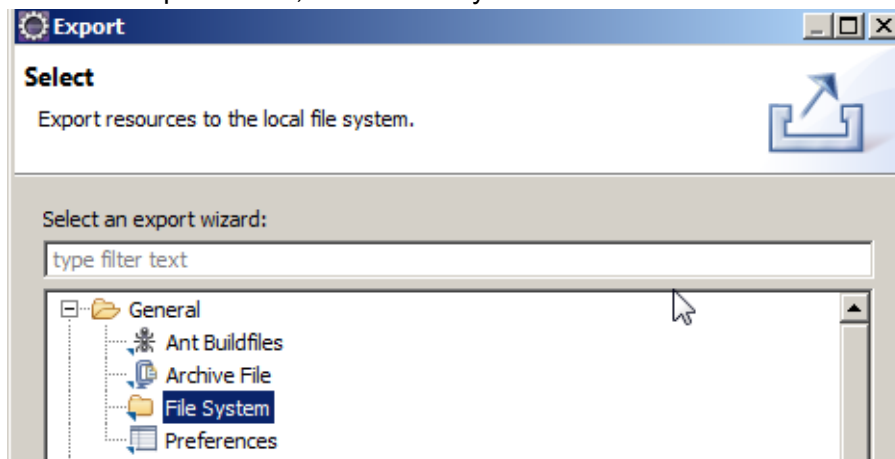 Export
Select
Export resources to the local file system.
Select an export wizard:
type filter text
General
Ant Buildfiles
Archive File
File System
Preferences